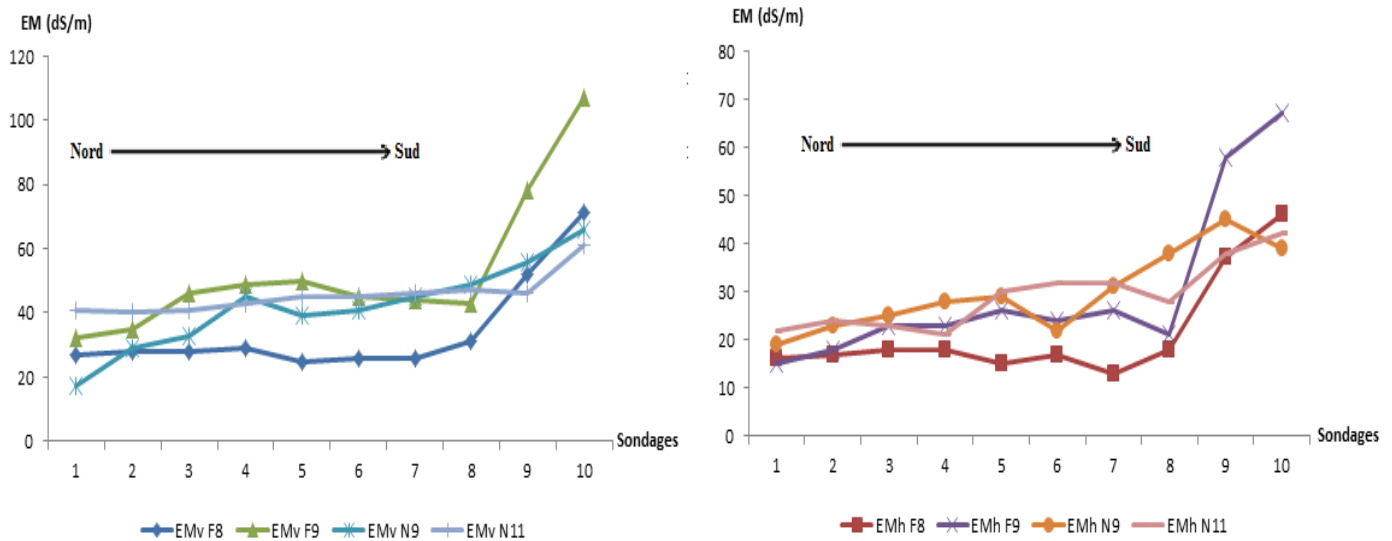 EM (dS/m)
120
100
80
60
40
20
0
Nord
Sud
Sondages
1 2 3 4 5 6 7 8 9 10
EMv F8 EMv F9 EMv N9 EMv N11
EM (dS/m)
80
70
60
50
40
30
20
10
0
Nord
Sud
Sondages
1 2 3 4 5 6 7 8 9 10
EMh F8 EMh F9 EMh N9 EMh N11